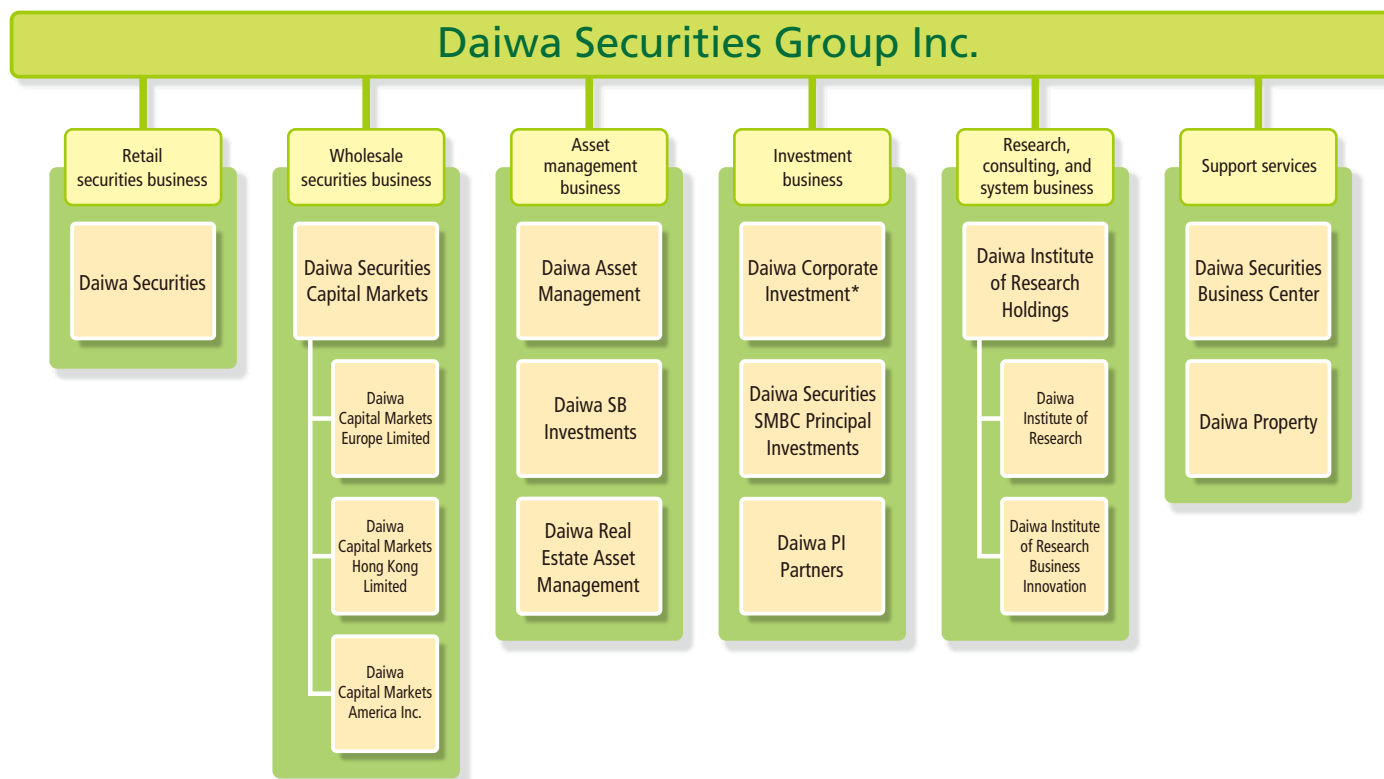 Daiwa Securities Group Inc.
Retail
securities business
Daiwa Securities
Wholesale
securities business
Daiwa Securities
Capital Markets
Daiwa
Capital Markets
Europe Limited
Daiwa
Capital Markets
Hong Kong
Limited
Daiwa
Capital Markets
America Inc.
Asset
management
business
Daiwa Asset
Management
Daiwa SB
Investments
Daiwa Real
Estate Asset
Management
Investment
business
Daiwa Corporate
Investment*
Daiwa Securities
SMBC Principal
Investments
Daiwa PI
Partners
Research,
consulting, and
system business
Daiwa Institute
of Research
Holdings
Daiwa
Institute of
Research
Daiwa Institute
of Research
Business
Innovation
Support services
Daiwa Securities
Business Center
Daiwa Property